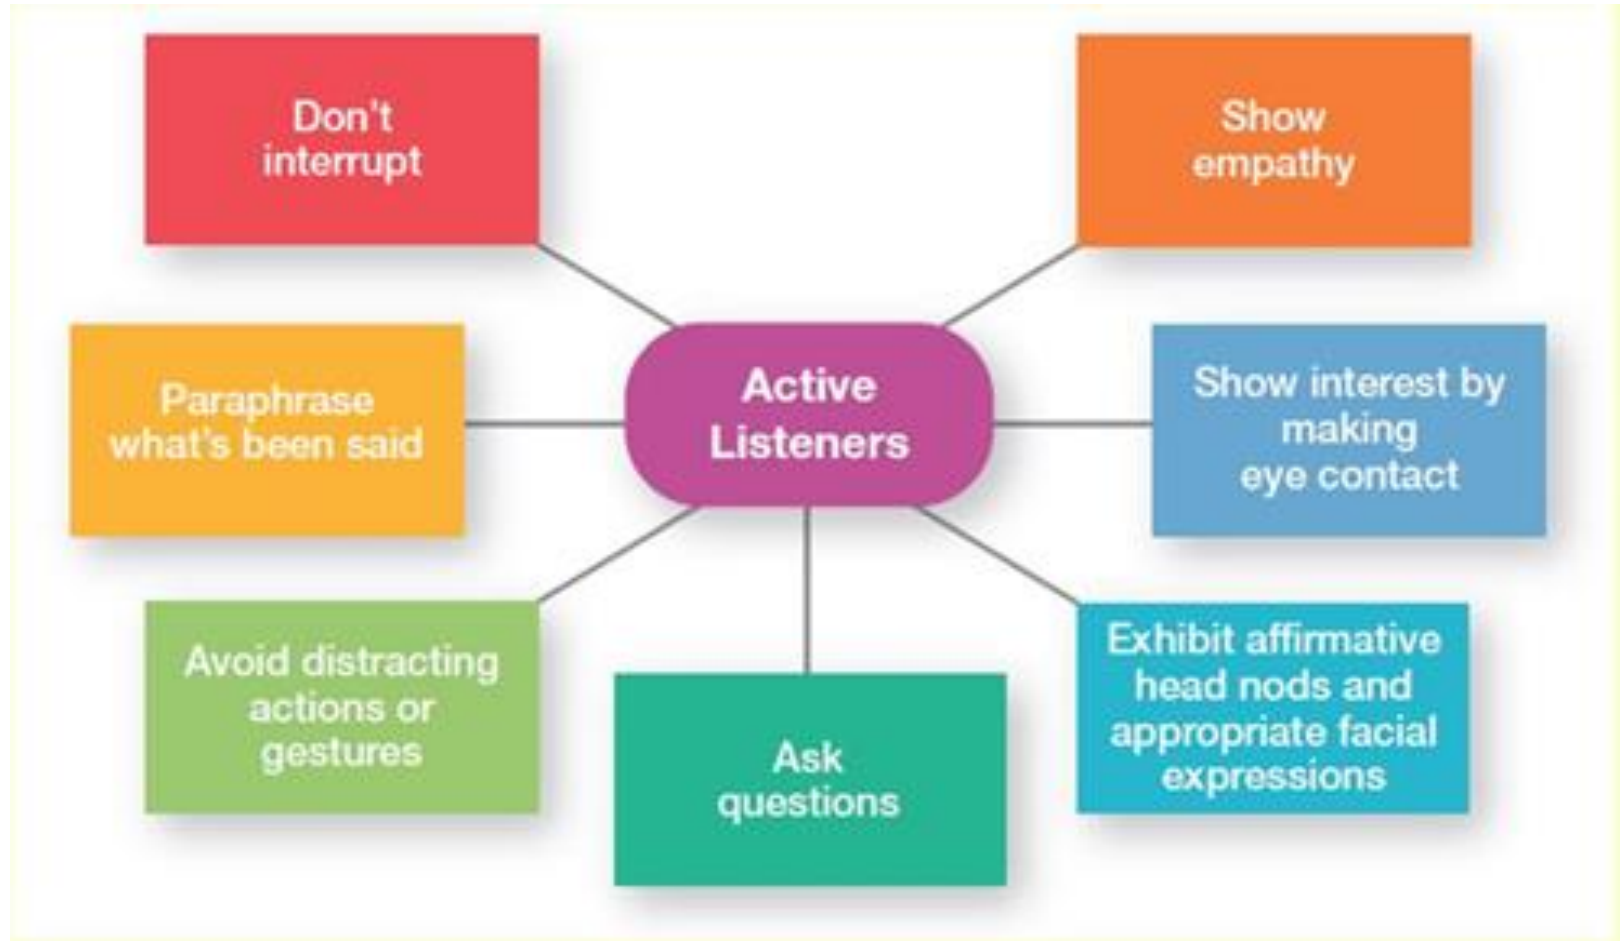 Don't
interrupt
Show
empathy
Active
Listeners
Paraphrase
what's been said
Show interest by
making
eye contact
Avoid distracting
actions or
gestures
Ask
questions
Exhibit affirmative
head nods and
appropriate facial
expressions